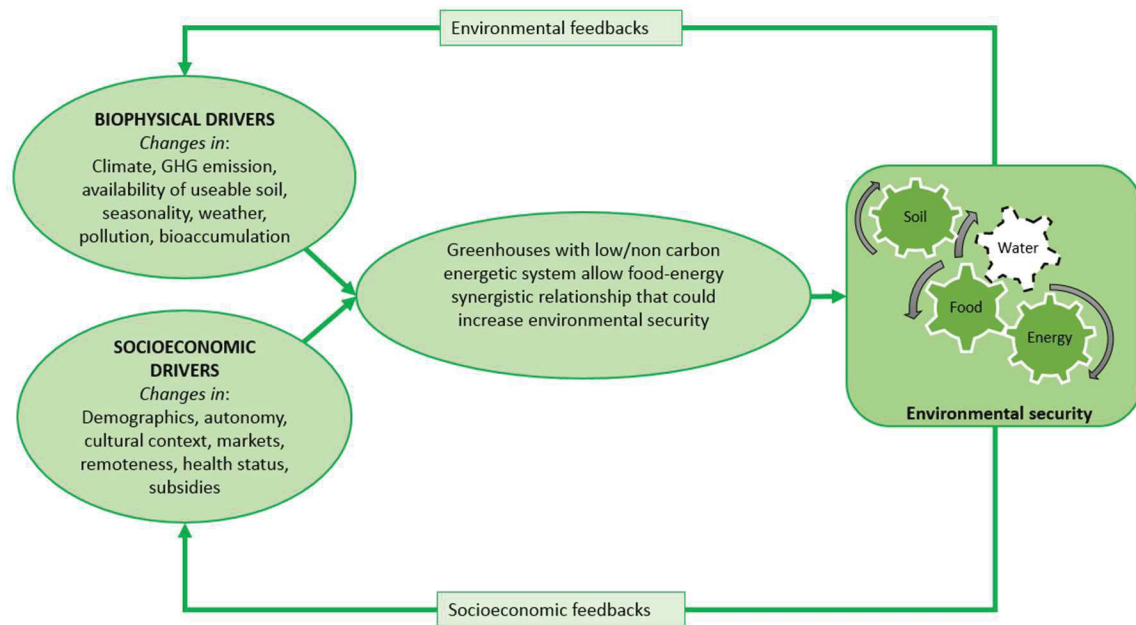 Environmental feedbacks
BIOPHYSICAL DRIVERS
Changes in:
Climate, GHG emission,
availability of useable soil,
seasonality, weather,
pollution, bioaccumulation
SOCIOECONOMIC
DRIVERS
Changes in:
Demographics, autonomy,
cultural context, markets,
remoteness, health status,
subsidies
Greenhouses with low/non carbon
energetic system allow food-energy
synergistic relationship that could
increase environmental security
Soil
Water
Food
Energy
Environmental security
Socioeconomic feedbacks